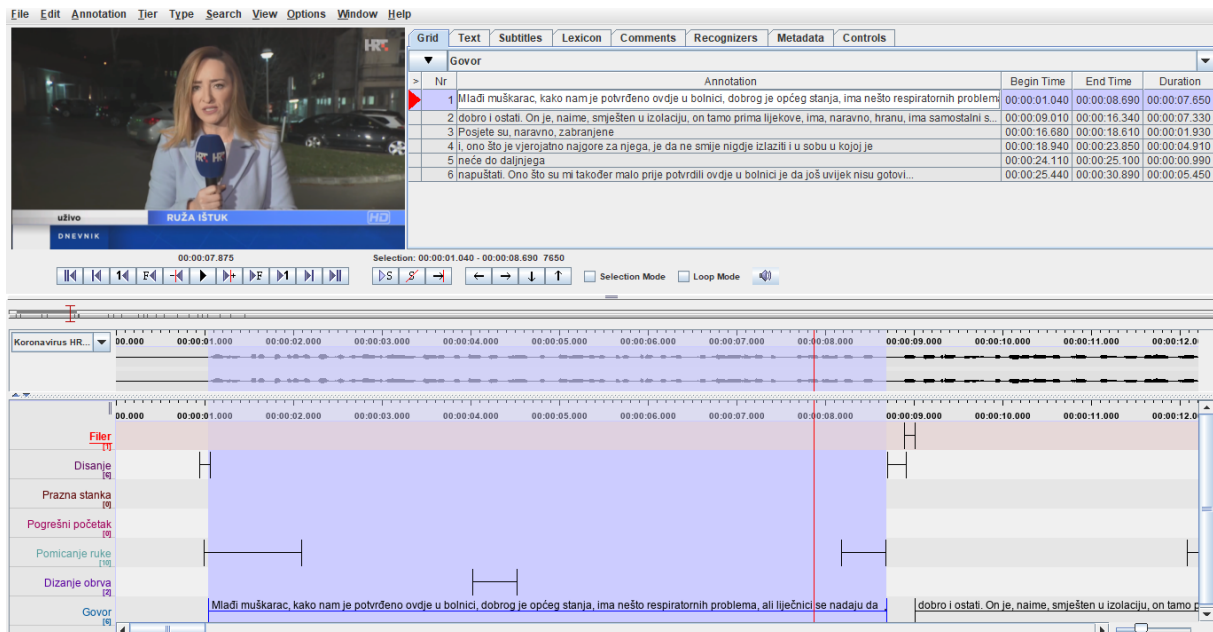 File Edit Annotation Tier Type Search View Options Window Help
HRT
HRT HRT
uživo RUŽA IŠTUK HD
DNEVNIK
Grid Text Subtitles Lexicon Comments Recognizers Metadata Controls
Govor
> Nr Annotation Begin Time End Time Duration
1 Mlađi muškarac, kako nam je potvrđeno ovdje u bolnici, dobrog je općeg stanja, ima nešto respiratornih problem 00:00:01.040 00:00:08.690 00:00:07.650
2 dobro i ostati. On je, naime, smješten u izolaciju, on tamo prima lijekove, ima, naravno, hranu, ima samostalni s... 00:00:09.010 00:00:16.340 00:00:07.330
3 Posjete su, naravno, zabranjene 00:00:16.680 00:00:18.610 00:00:01.930
4 i, ono što je vjerojatno najgore za njega, je da ne smije nigdje izlaziti i u sobu u kojoj je 00:00:18.940 00:00:23.850 00:00:04.910
5 neće do daljnjega 00:00:24.110 00:00:25.100 00:00:00.990
6 napuštati. Ono što su mi također malo prije potvrdili ovdje u bolnici je da još uvijek nisu gotovi... 00:00:25.440 00:00:30.890 00:00:05.450
00:00:07.875 Selection: 00:00:01.040 - 00:00:08.690 7650
1 F F 1 S S Selection Mode Loop Mode
Koronavirus HR... 00.000 00:00:01.000 00:00:02.000 00:00:03.000 00:00:04.000 00:00:05.000 00:00:06.000 00:00:07.000 00:00:08.000 00:00:09.000 00:00:10.000 00:00:11.000 00:00:12.0
00.000 00:00:01.000 00:00:02.000 00:00:03.000 00:00:04.000 00:00:05.000 00:00:06.000 00:00:07.000 00:00:08.000 00:00:09.000 00:00:10.000 00:00:11.000 00:00:12.0
Filer
[1]
Disanje
[6]
Prazna stanka
[0]
Pogrešni početak
[0]
Pomicanje ruke
[10]
Dizanje obrva
[2]
Govor Mlađi muškarac, kako nam je potvrđeno ovdje u bolnici, dobrog je općeg stanja, ima nešto respiratornih problema, ali liječnici se nadaju da dobro i ostati. On je, naime, smješten u izolaciju, on tamo p
[6]